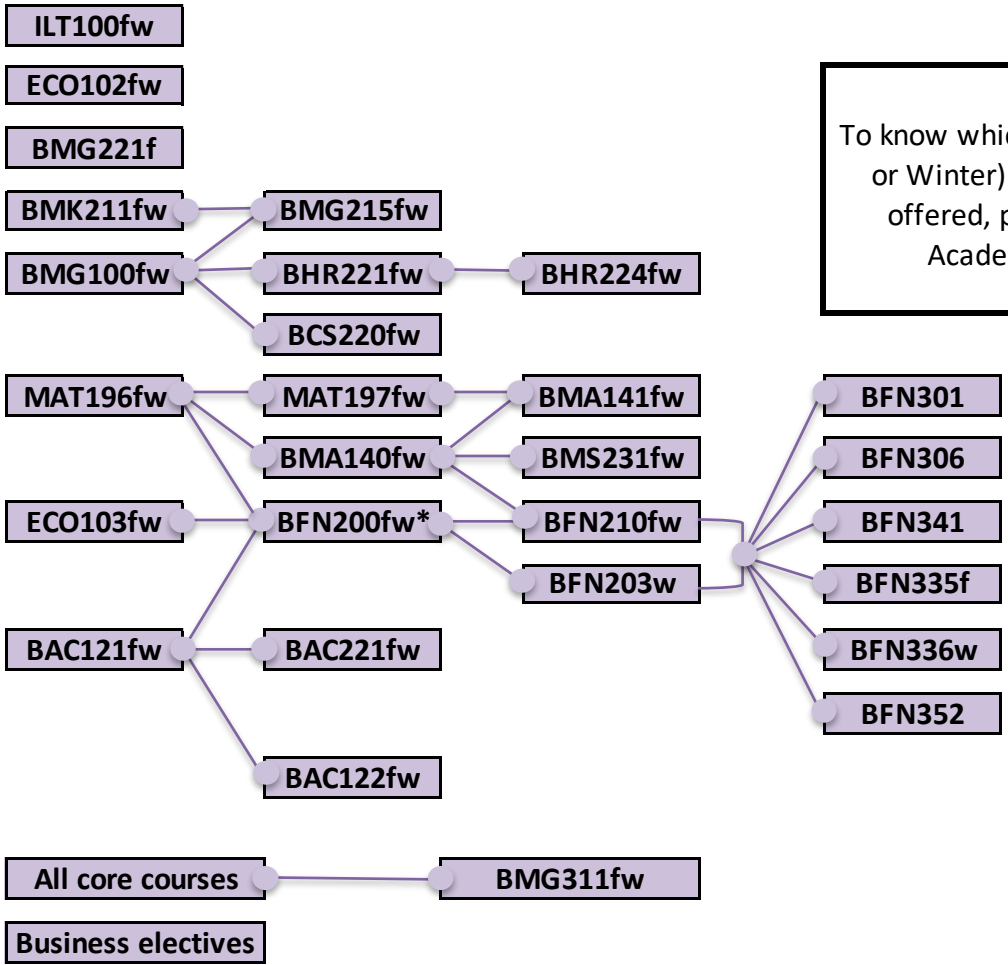 ILT100fw
ECO102fw
BMG221f
To know whic
or Winter)
offered, p
Acade
BMK211fw
BMG215fw
BMG100fw
BHR221fw
BHR224fw
BCS220fw
MAT196fw
MAT197fw
BMA141fw
BFN301
BMA140fw
BMS231fw
BFN306
ECO103fw
BFN200fw*
BFN210fw
BFN341
BFN203w
BFN335f
BAC121fw
BAC221fw
BFN336w
BFN352
BAC122fw
All core courses
BMG311fw
Business electives